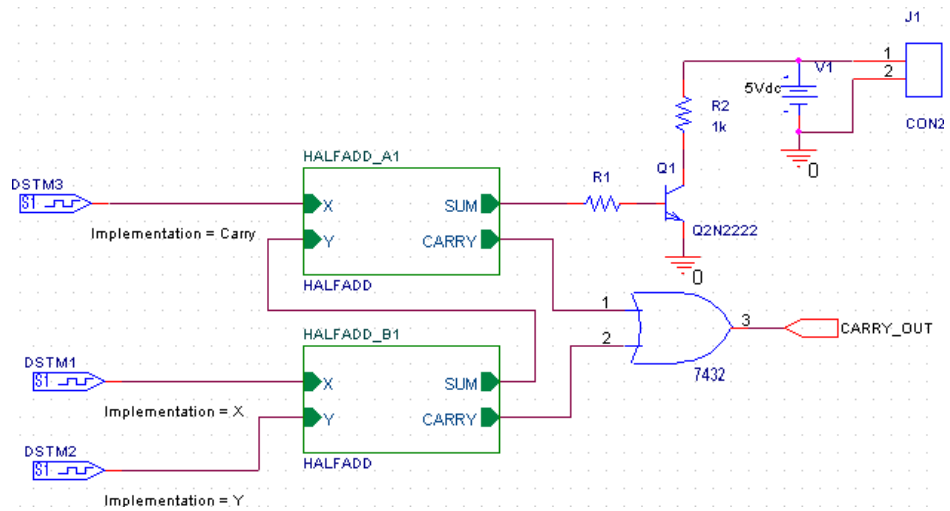 J1
1
2
V1
5Vdc
CON2
R2
1k
0
HALFADD_A1
DSTM3
S1
X
SUM
R1
Q1
Implementation = Carry
Y
CARRY
Q2N2222
HALFADD
0
1
2
3
CARRY_OUT
7432
HALFADD_B1
DSTM1
S1
X
SUM
Implementation = X
Y
CARRY
DSTM2
S1
HALFADD
Implementation = Y